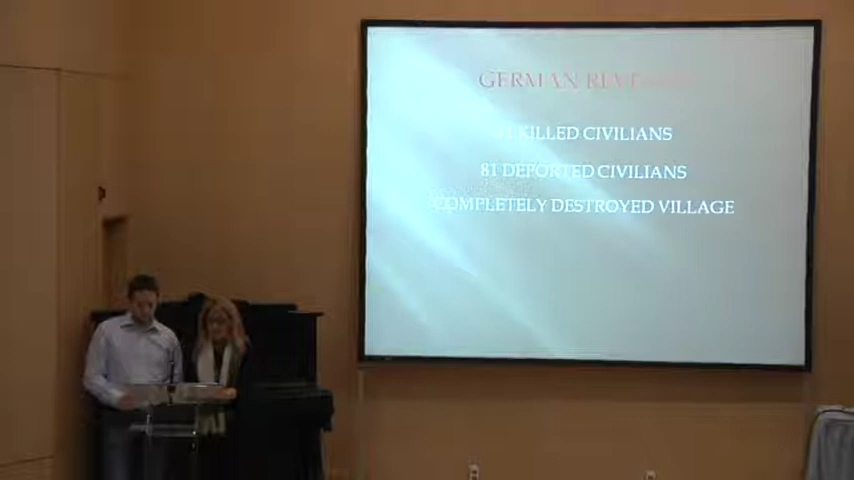 GERMAN
KILLED CIVILIANS
81 DEPORTED CIVILIANS
COMPLETELY DESTROYED VILLAGE